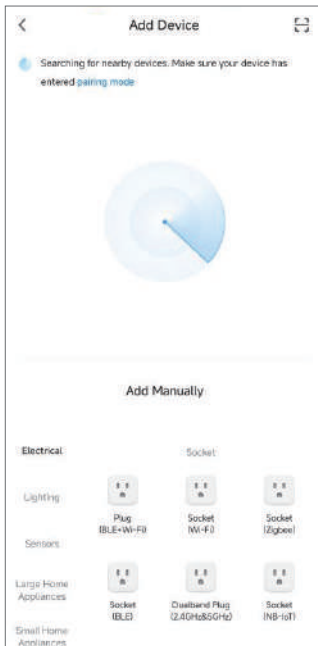 Add Device
Searching for nearby devices. Make sure your device has
entered pairing mode
Add Manually
Electrical
Socket
Lighting
Plug
(BLE+Wi-Fi)
Socket
(Wi-Fi)
Socket
(Zigbee)
Sensors
Large Home
Appliances
Socket
(BLE)
Dualband Plug
(2.4GHz&5GHz)
Socket
(NB-IoT)
Small Home
Appliances